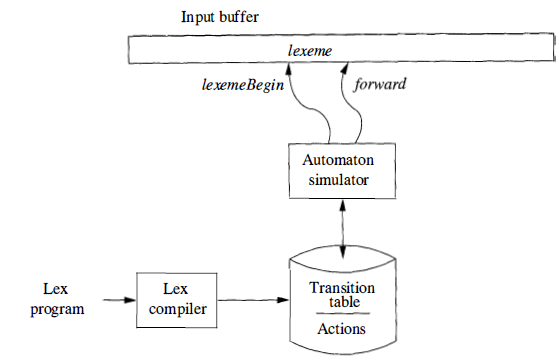 Input buffer
lexeme
lexemeBegin
forward
Automaton
simulator
Lex
program
Lex
compiler
Transition
table
Actions